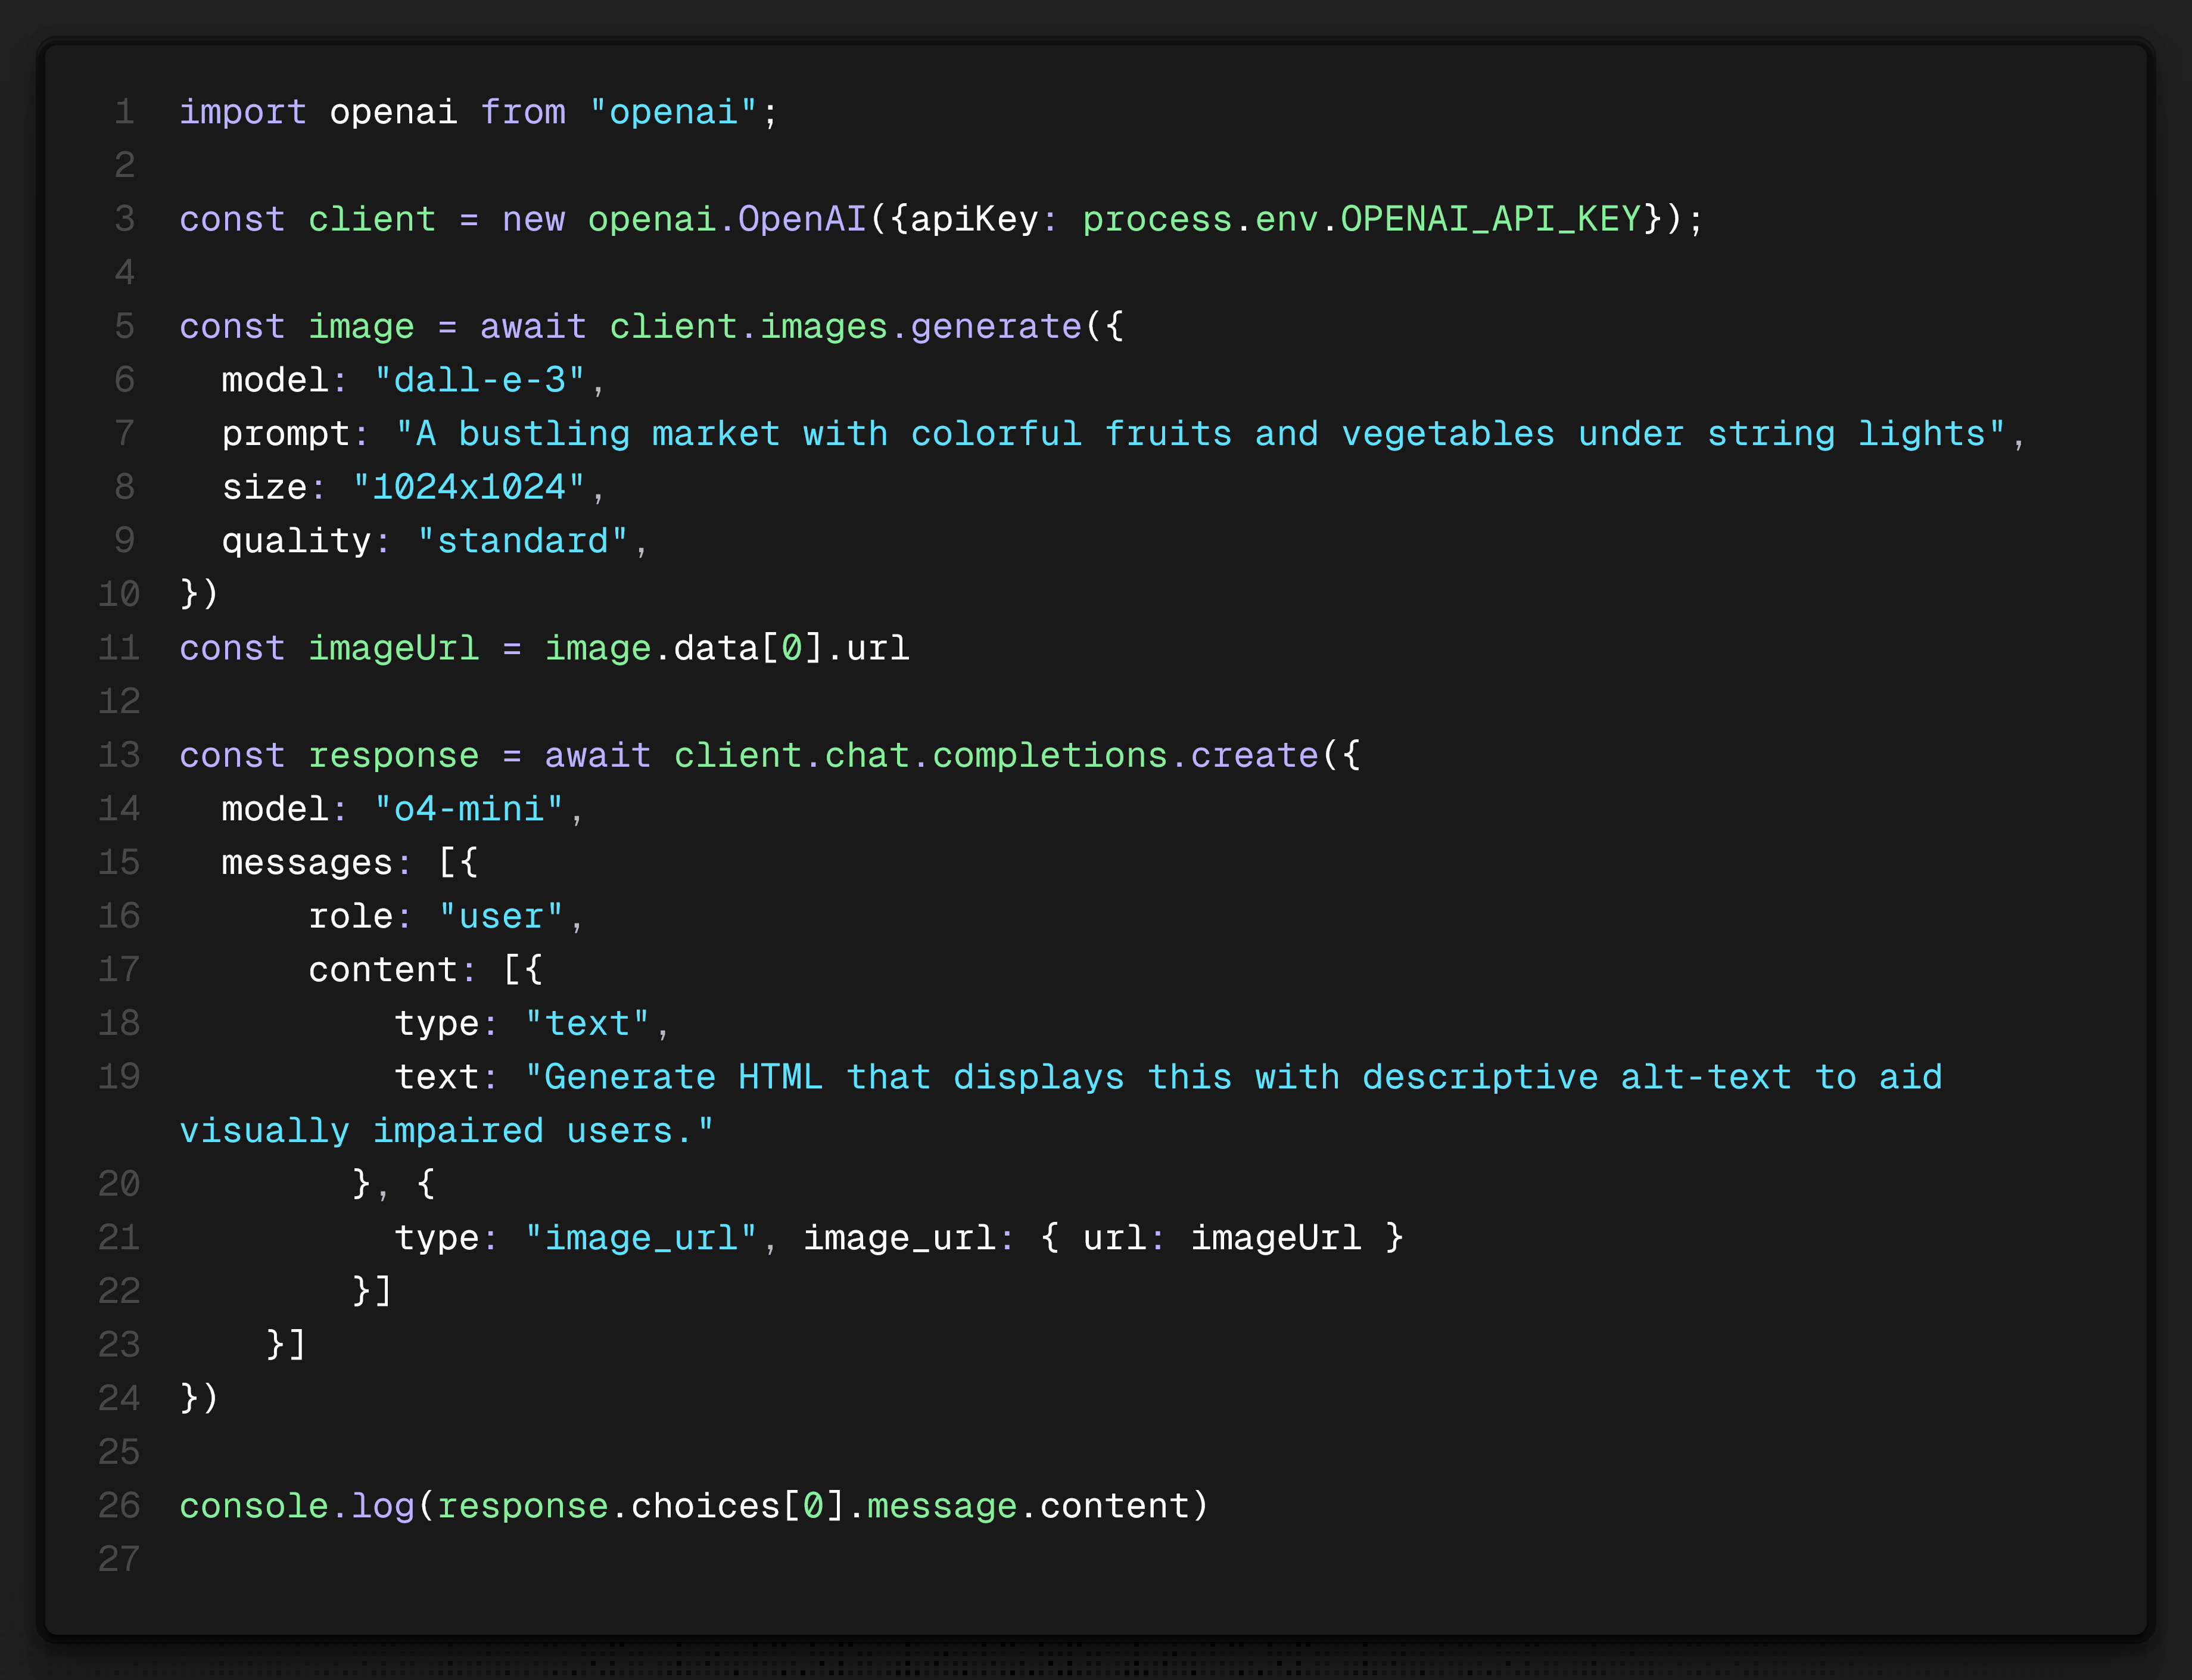 1 import openai from "openai";
2
3 const client = new openai.OpenAI({apiKey: process.env.OPENAI_API_KEY});
4
5 const image = await client.images.generate({
6   model: "dall-e-3",
7   prompt: "A bustling market with colorful fruits and vegetables under string lights",
8   size: "1024x1024",
9   quality: "standard",
10 })
11 const imageUrl = image.data[0].url
12
13 const response = await client.chat.completions.create({
14   model: "o4-mini",
15   messages: [{
16       role: "user",
17       content: [{
18           type: "text",
19           text: "Generate HTML that displays this with descriptive alt-text to aid
visually impaired users."
20         }, {
21           type: "image_url", image_url: { url: imageUrl }
22         }]
23     }]
24 })
25
26 console.log(response.choices[0].message.content)
27